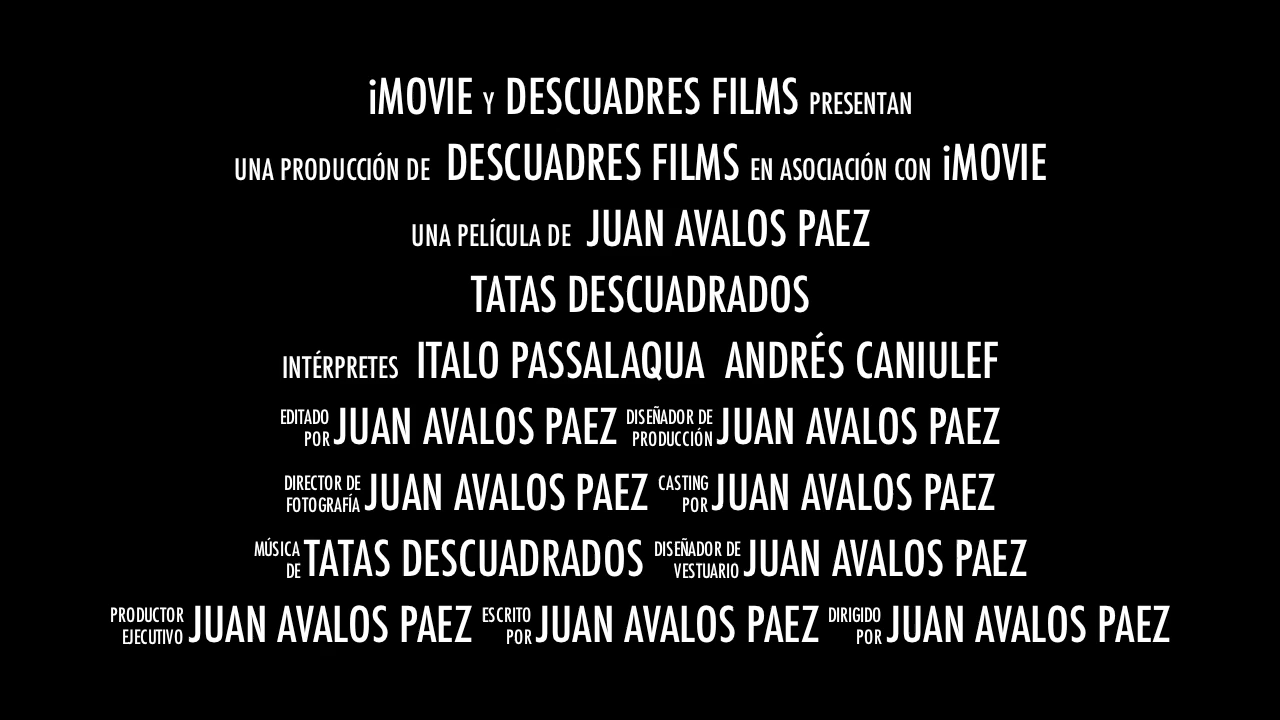 iMOVIE Y DESCUADRES FILMS PRESENTAN
UNA PRODUCCIÓN DE DESCUADRES FILMS EN ASOCIACIÓN CON iMOVIE
UNA PELÍCULA DE JUAN AVALOS PAEZ
TATAS DESCUADRADOS
INTÉRPRETES ITALO PASSALAQUA ANDRÉS CANIULEF
EDITADO POR JUAN AVALOS PAEZ DISEÑADOR DE PRODUCCIÓN JUAN AVALOS PAEZ
DIRECTOR DE FOTOGRAFÍA JUAN AVALOS PAEZ CASTING POR JUAN AVALOS PAEZ
MÚSICA DE TATAS DESCUADRADOS DISEÑADOR DE VESTUARIO JUAN AVALOS PAEZ
PRODUCTOR EJECUTIVO JUAN AVALOS PAEZ ESCRITO POR JUAN AVALOS PAEZ DIRIGIDO POR JUAN AVALOS PAEZ